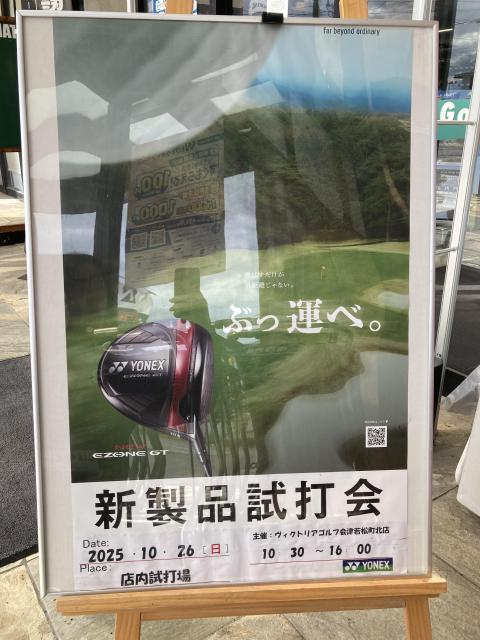 far beyond ordinary
Go
ぶっ運べ。
YONEX
EZONE GT
NEW
EZONE GT
新製品試打会
主催：ヴィクトリアゴルフ会津若松町北店
Date:
2025・10・26［日］
10 30 ～16 00
Place:
店内試打場
YONEX